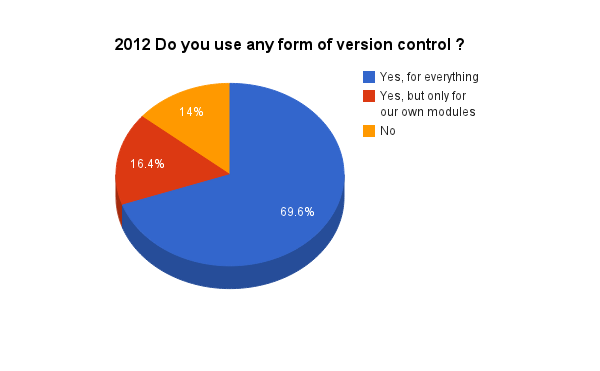 2012 Do you use any form of version control ?
Yes, for everything
Yes, but only for
our own modules
No
14%
16.4%
69.6%